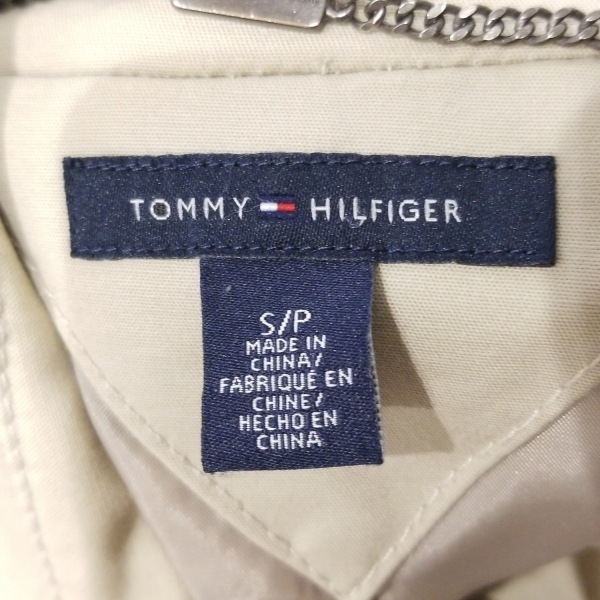 TOMMY HILFIGER
S/P
MADE IN
CHINA/
FABRIQUÉ EN
CHINE/
HECHO EN
CHINA